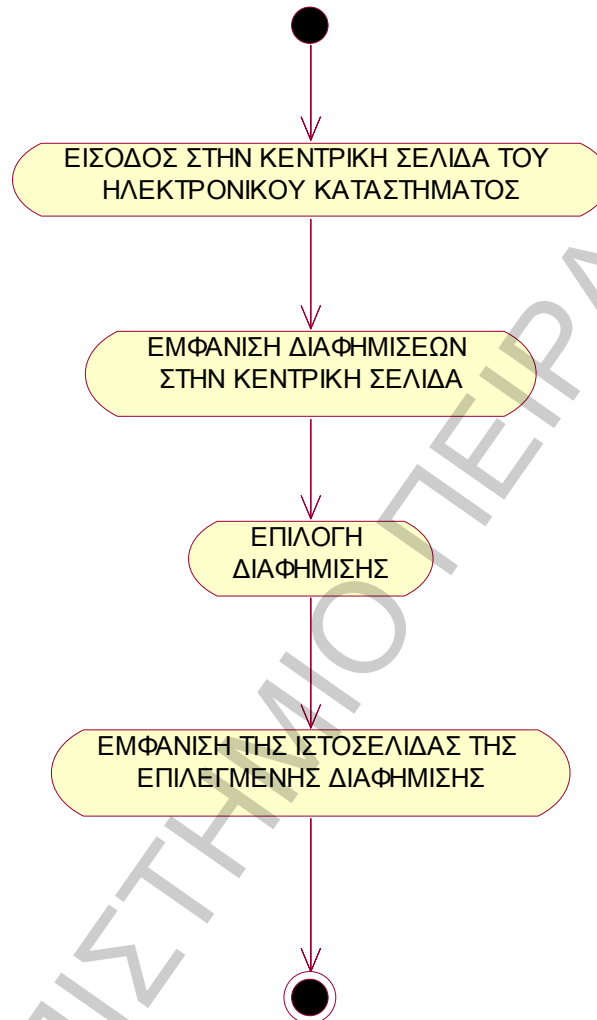 ΕΙΣΟΔΟΣ ΣΤΗΝ ΚΕΝΤΡΙΚΗ ΣΕΛΙΔΑ ΤΟΥ
ΗΛΕΚΤΡΟΝΙΚΟΥ ΚΑΤΑΣΤΗΜΑΤΟΣ
ΕΜΦΑΝΙΣΗ ΔΙΑΦΗΜΙΣΕΩΝ
ΣΤΗΝ ΚΕΝΤΡΙΚΗ ΣΕΛΙΔΑ
ΕΠΙΛΟΓΗ
ΔΙΑΦΗΜΙΣΗΣ
ΕΜΦΑΝΙΣΗ ΤΗΣ ΙΣΤΟΣΕΛΙΔΑΣ ΤΗΣ
ΕΠΙΛΕΓΜΕΝΗΣ ΔΙΑΦΗΜΙΣΗΣ